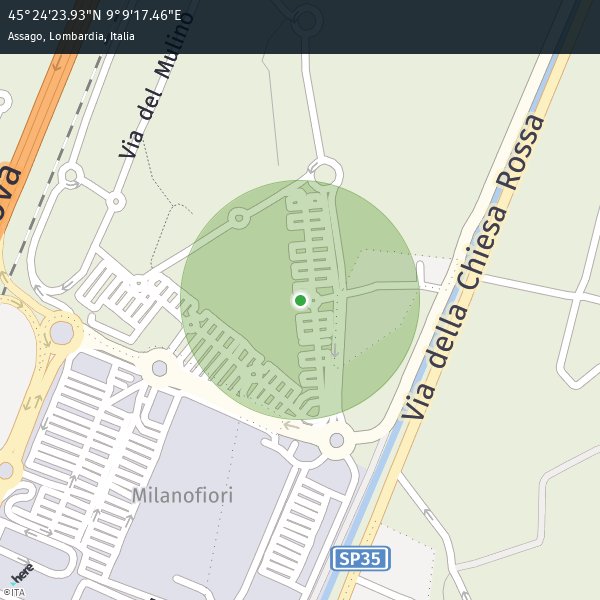 45°24'23.93"N 9°9'17.46"E
Assago, Lombardia, Italia
Via del Mulino
ova
Via della Chiesa Rossa
Milanofiori
SP35
here
©ITA